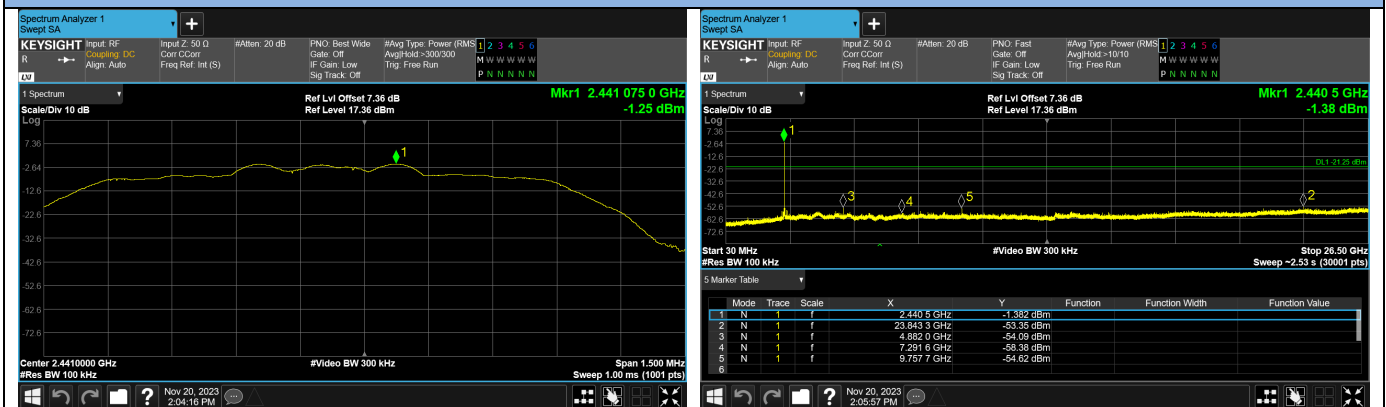 Spectrum Analyzer 1
Swept SA
+
KEYSIGHT
R
LXI
Input: RF
Coupling: DC
Align: Auto
Input Z: 50 Ω
Corr CCorr
Freq Ref: Int (S)
#Atten: 20 dB
PNO: Best Wide
Gate: Off
IF Gain: Low
Sig Track: Off
#Avg Type: Power (RMS
Avg|Hold:>300/300
Trig: Free Run
1 2 3 4 5 6
M W W W W W
P N N N N N
1 Spectrum
Scale/Div 10 dB
Ref Lvl Offset 7.36 dB
Ref Level 17.36 dBm
Mkr1 2.441 075 0 GHz
-1.25 dBm
Log
7.36
-2.64
-12.6
-22.6
-32.6
-42.6
-52.6
-62.6
-72.6
1
Center 2.4410000 GHz
#Res BW 100 kHz
#Video BW 300 kHz
Span 1.500 MHz
Sweep 1.00 ms (1001 pts)
?
Nov 20, 2023
2:04:16 PM
Spectrum Analyzer 1
Swept SA
+
KEYSIGHT
R
LXI
Input: RF
Coupling: DC
Align: Auto
Input Z: 50 Ω
Corr CCorr
Freq Ref: Int (S)
#Atten: 20 dB
PNO: Fast
Gate: Off
IF Gain: Low
Sig Track: Off
#Avg Type: Power (RMS
Avg|Hold:>10/10
Trig: Free Run
1 2 3 4 5 6
M W W W W W
P N N N N N
1 Spectrum
Scale/Div 10 dB
Ref Lvl Offset 7.36 dB
Ref Level 17.36 dBm
Mkr1 2.440 5 GHz
-1.38 dBm
Log
7.36
-2.64
-12.6
-22.6
-32.6
-42.6
-52.6
-62.6
-72.6
1
DL1 -21.25 dBm
3
4
5
2
Start 30 MHz
#Res BW 100 kHz
#Video BW 300 kHz
Stop 26.50 GHz
Sweep ~2.53 s (30001 pts)
5 Marker Table
Mode Trace Scale X Y Function Function Width Function Value
1 N 1 f 2.440 5 GHz -1.382 dBm
2 N 1 f 23.843 3 GHz -53.35 dBm
3 N 1 f 4.882 0 GHz -54.09 dBm
4 N 1 f 7.291 6 GHz -58.38 dBm
5 N 1 f 9.757 7 GHz -54.62 dBm
6
?
Nov 20, 2023
2:05:57 PM